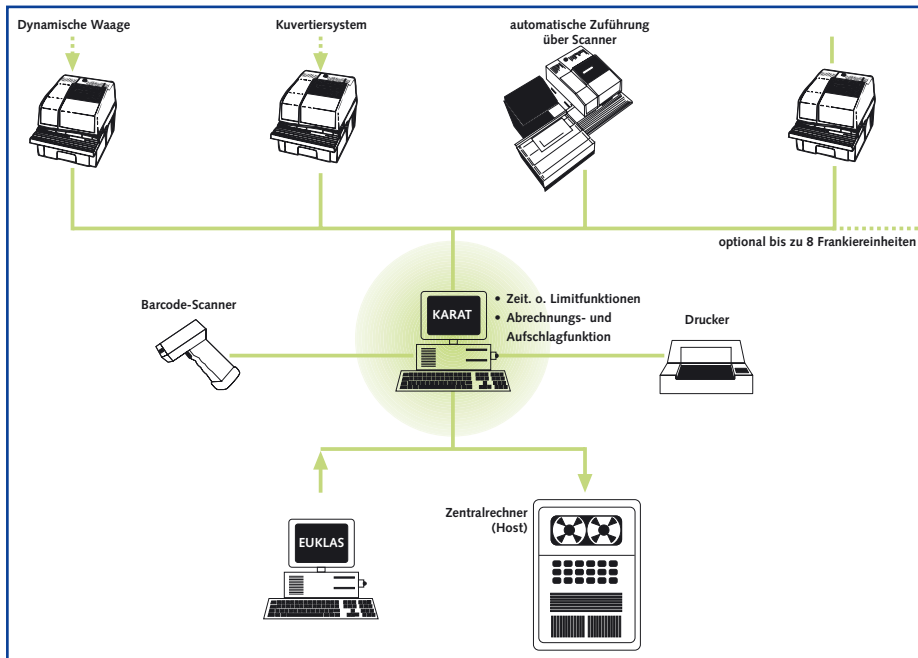 Dynamische Waage
Kuvertiersystem
automatische Zuführung
über Scanner
optional bis zu 8 Frankiereinheiten
Barcode-Scanner
KARAT
• Zeit. o. Limitfunktionen
• Abrechnungs- und
Aufschlagfunktion
Drucker
EUKLAS
Zentralrechner
(Host)